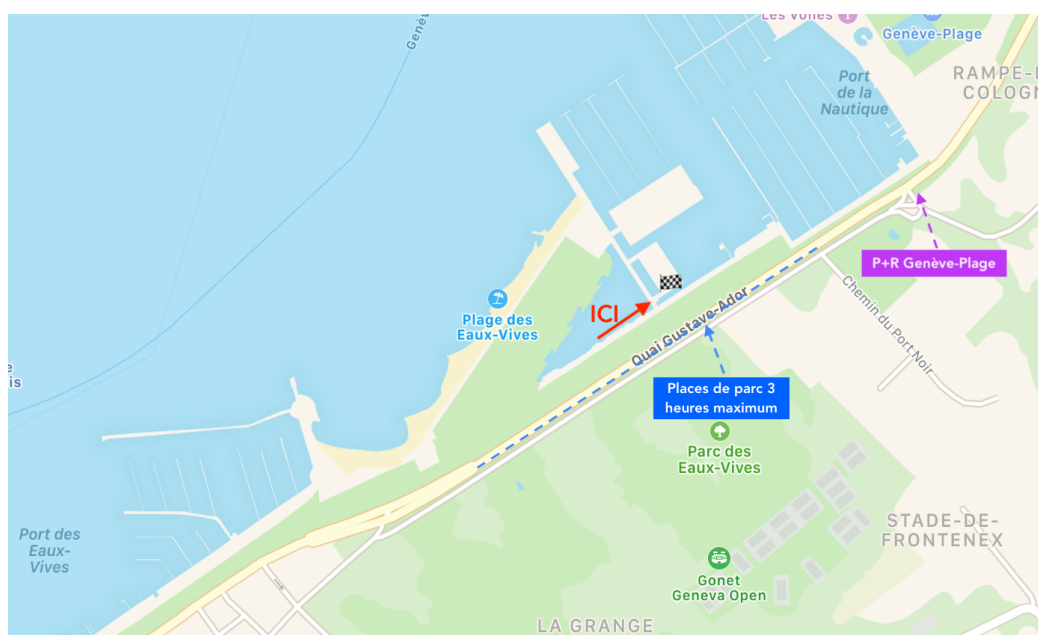 Les Voiles
Genève-Plage
Port
de la
Nautique
RAMPE-
COLOGN
P+R Genève-Plage
Chemin du Port Noir
ICI
Quai Gustave-Ador
Plage des
Eaux-Vives
Places de parc 3
heures maximum
Parc des
Eaux-Vives
STADE-DE-
FRONTENEX
Port des
Eaux-
Vives
Gonet
Geneva Open
LA GRANGE
Genèv
e
is